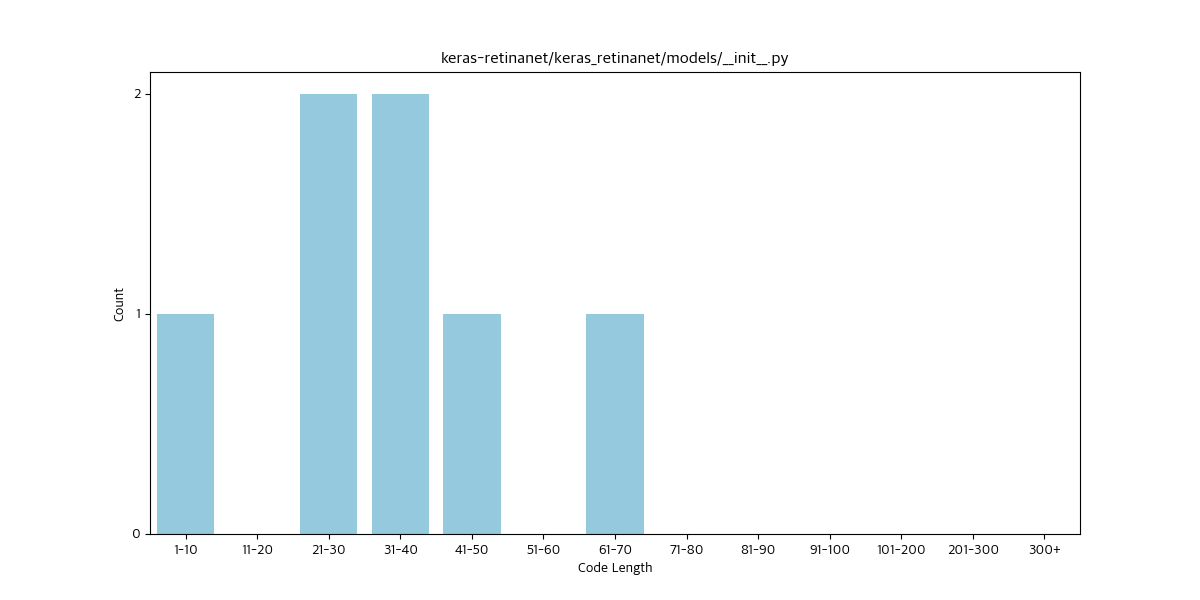 keras-retinanet/keras_retinanet/models/__init__.py
Count
2
1
0
1-10 11-20 21-30 31-40 41-50 51-60 61-70 71-80 81-90 91-100 101-200 201-300 300+
Code Length